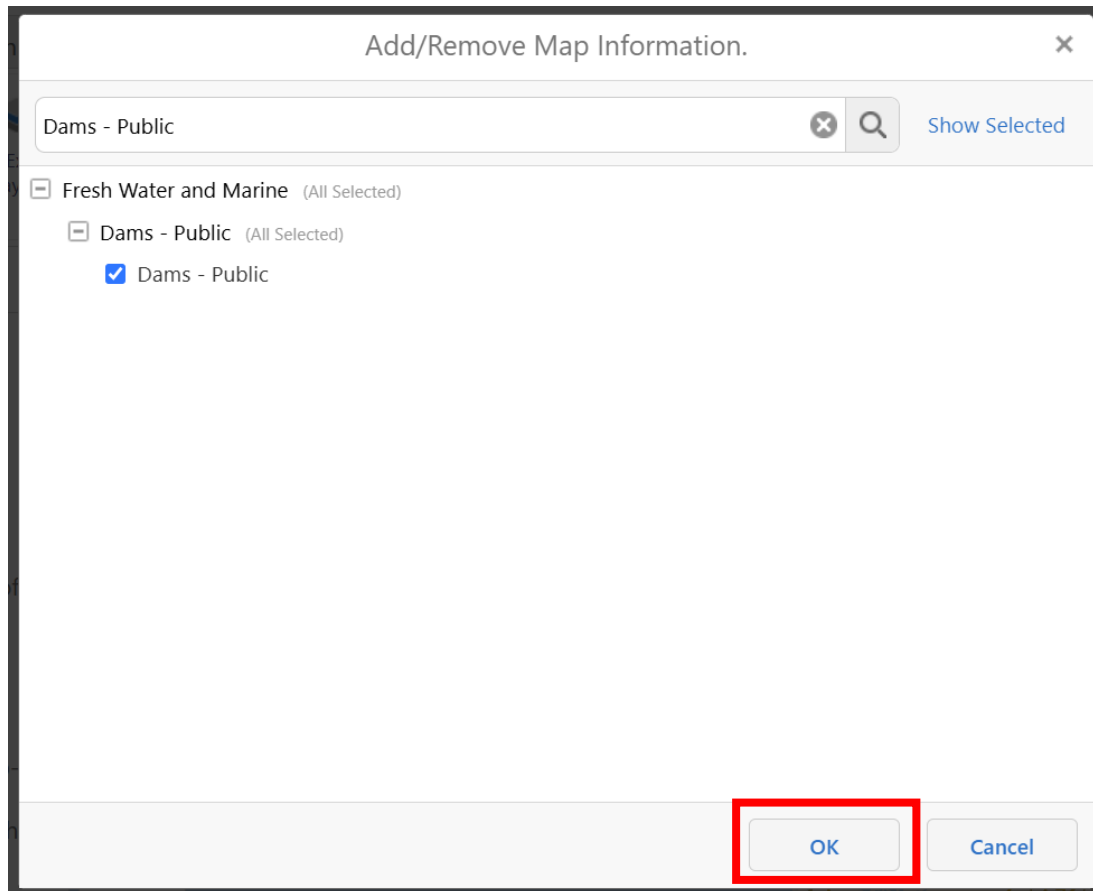 Add/Remove Map Information.
Dams - Public
Show Selected
Fresh Water and Marine (All Selected)
Dams - Public (All Selected)
Dams - Public
OK
Cancel